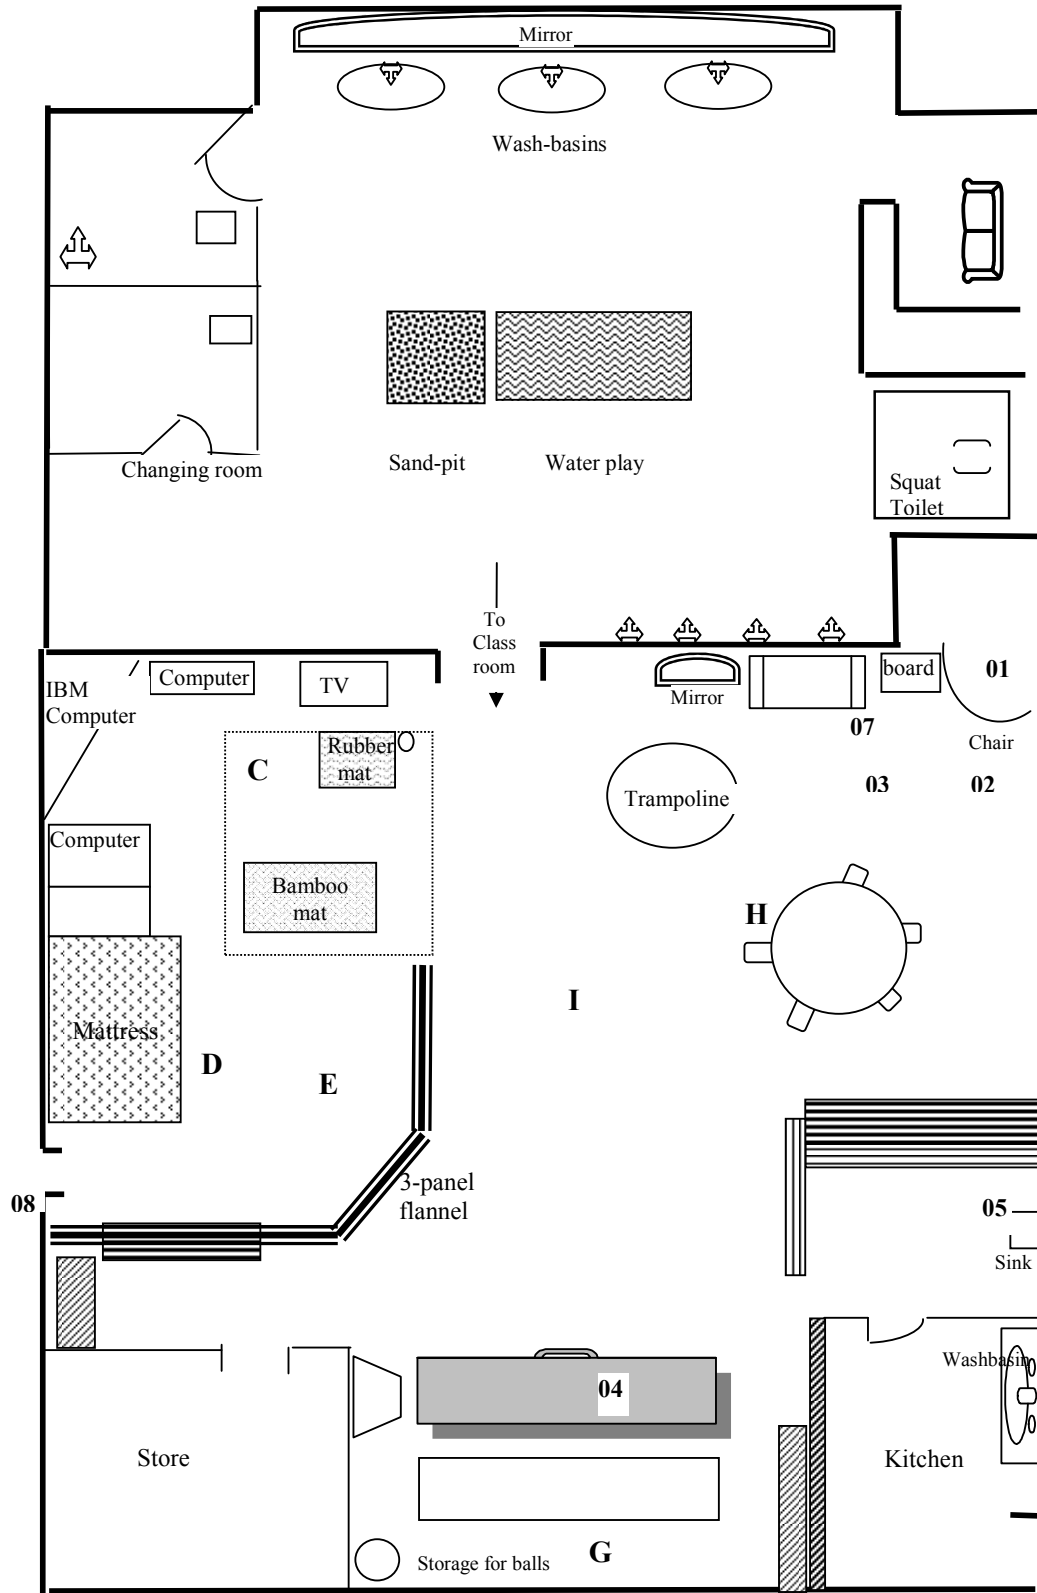 Mirror
Wash-basins
Changing room
Sand-pit
Water play
Squat
Toilet
To
Class
room
IBM
Computer
Computer
TV
Mirror
board
01
07
Chair
C
Rubber
mat
Trampoline
03
02
Computer
Bamboo
mat
H
I
Mattress
D
E
3-panel
flannel
08
05
Sink
04
Washbasin
Store
Kitchen
G
Storage for balls